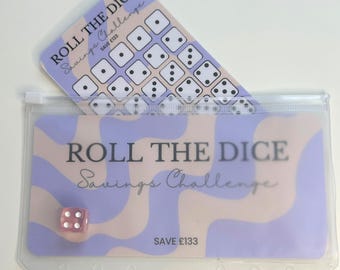 ROLL THE DICE
Savings Challenge
SAVE £133
ROLL THE DICE
Savings Challenge
SAVE £133